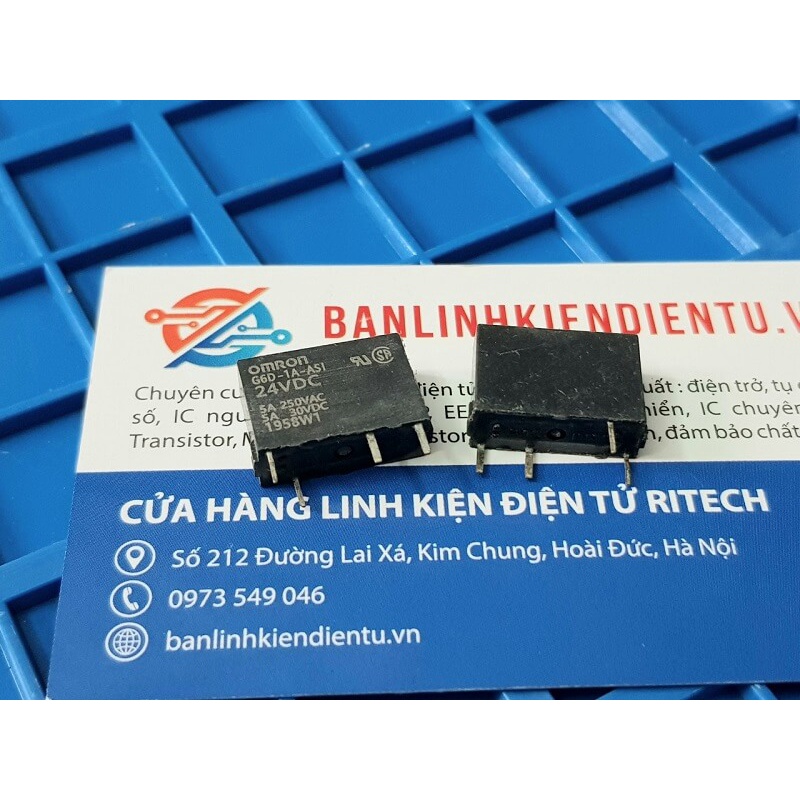 BANLINHKIENDIENTU.V
omron
G6D-1A-ASI
24VDC
5A 250VAC
5A 30VDC
1958W1
Chuyên cu điện tử uất : điện trở, tụ
số, IC ngu EE iển, IC chuyên
Transistor, đảm bảo chất
CỬA HÀNG LINH KIỆN ĐIỆN TỬ RITECH
Số 212 Đường Lai Xá, Kim Chung, Hoài Đức, Hà Nội
0973 549 046
banlinhkiendientu.vn